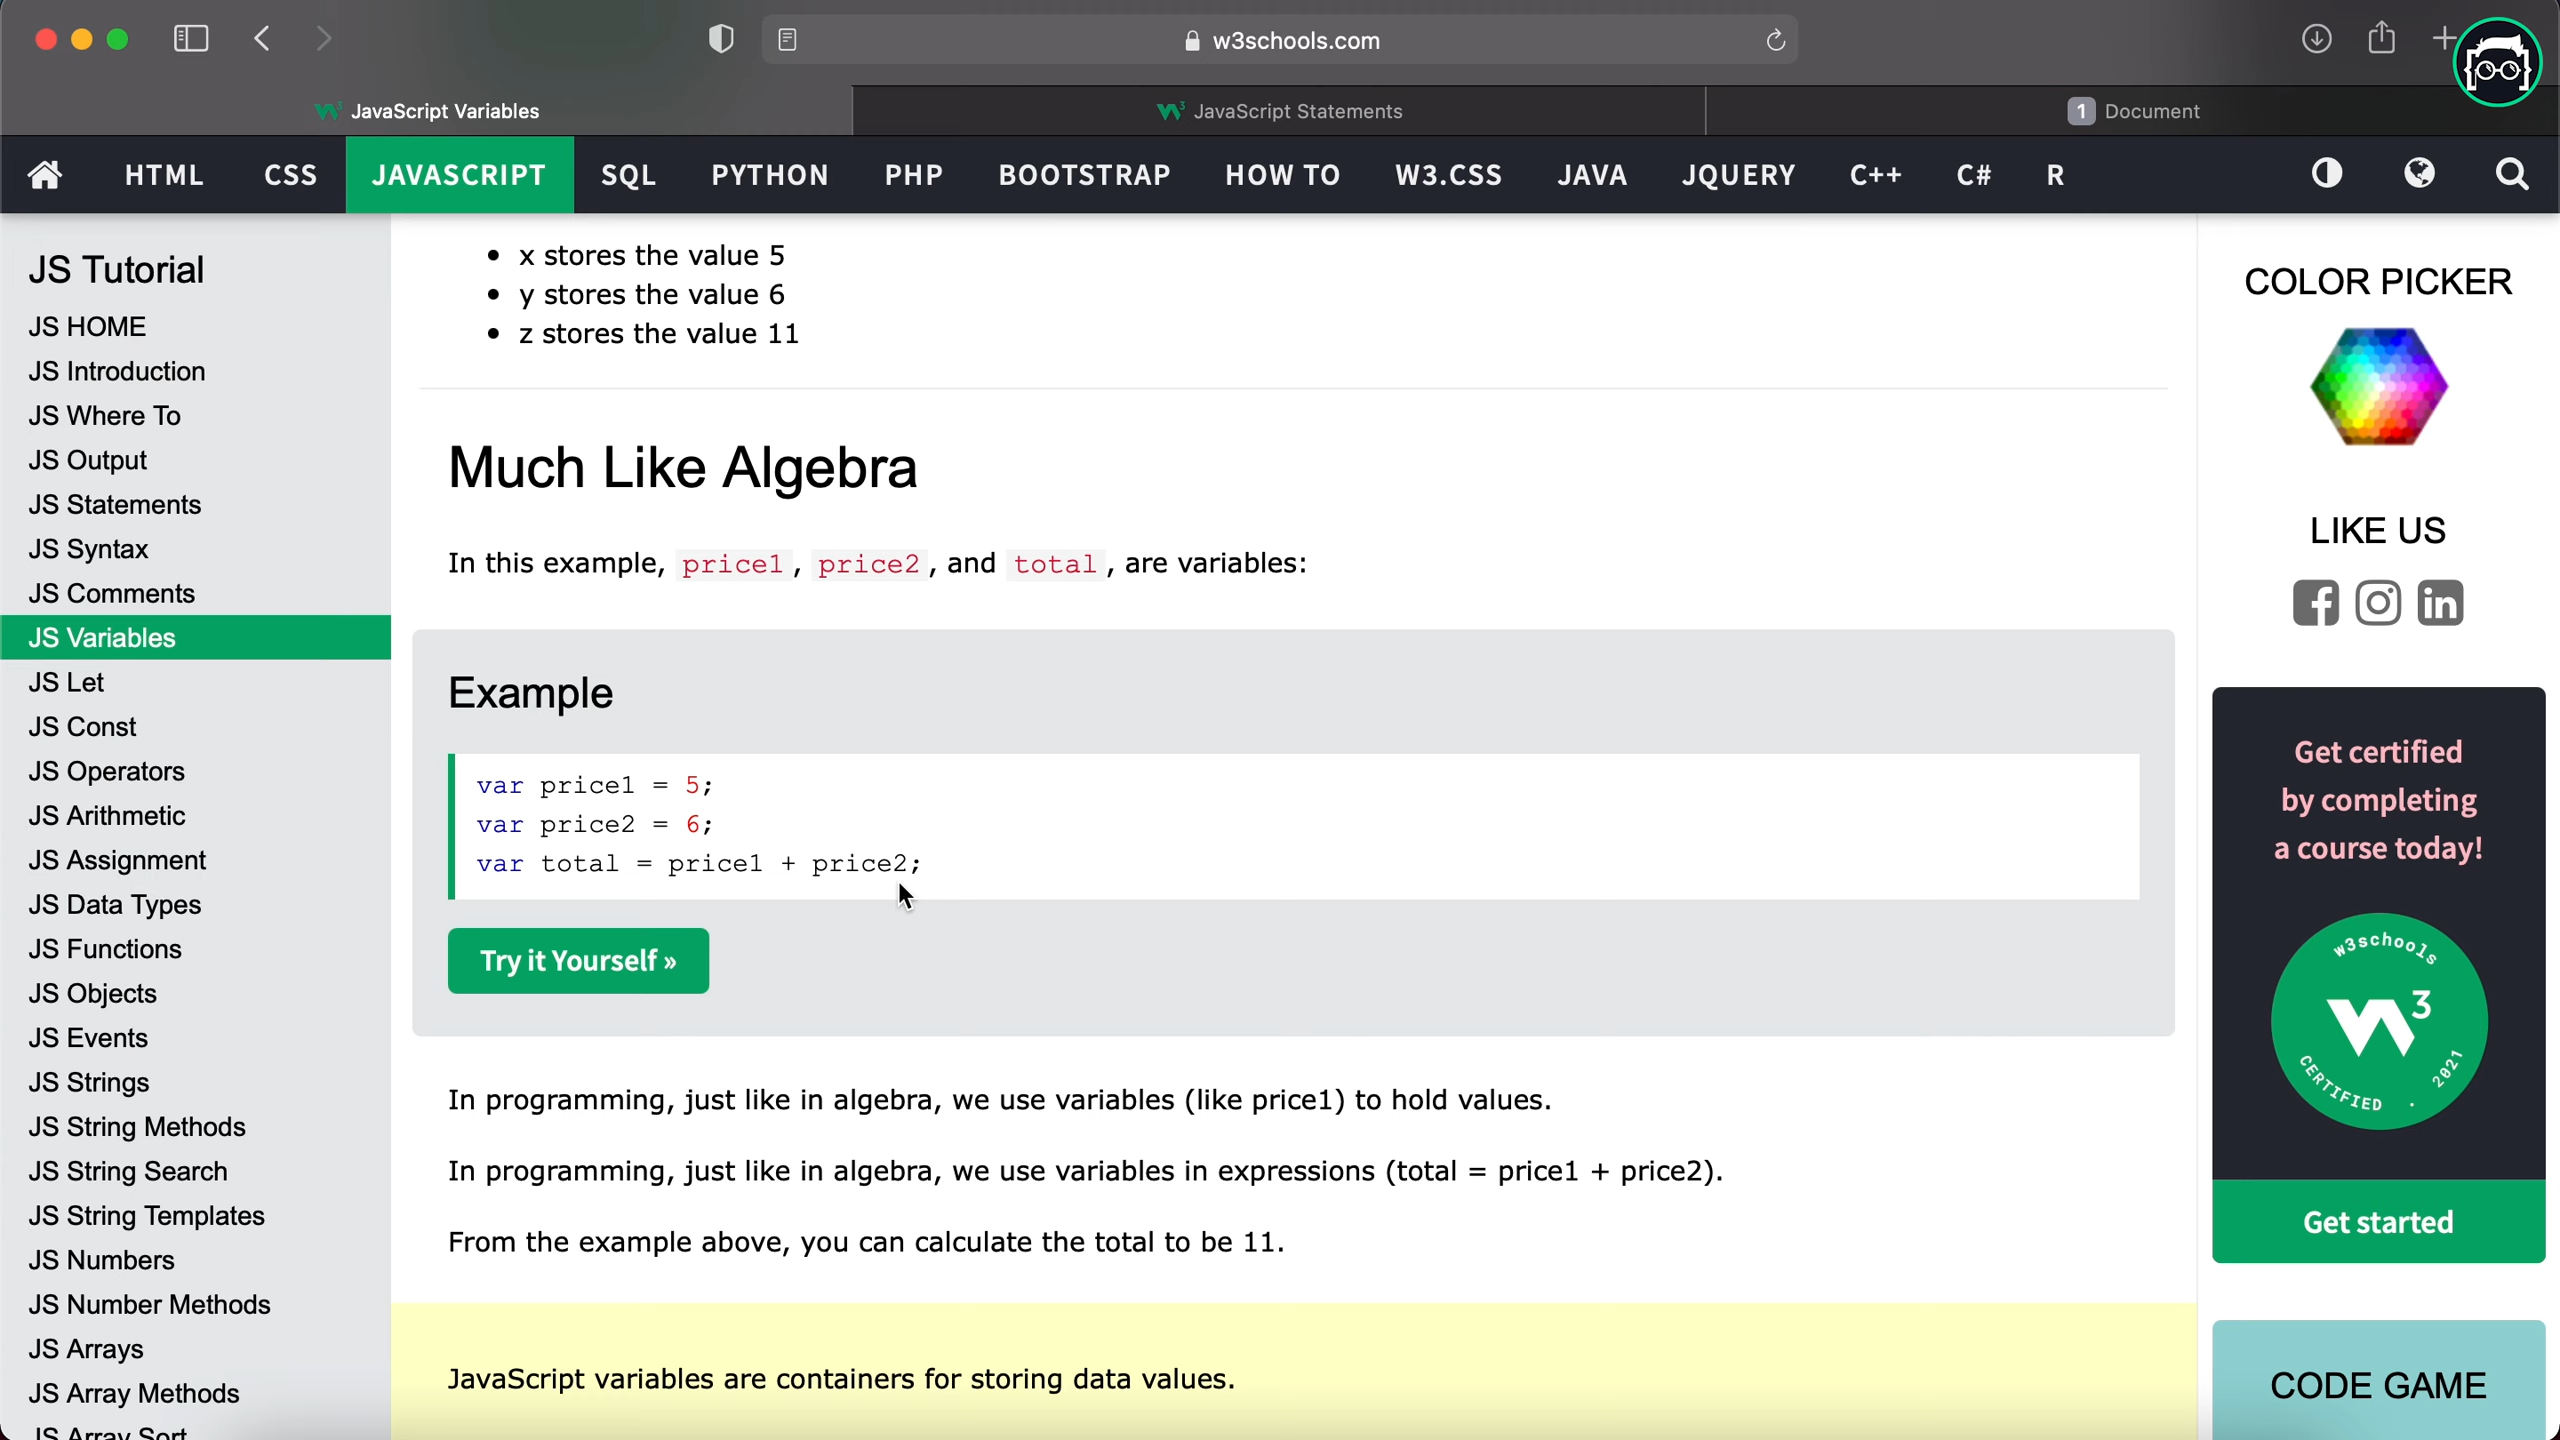 w3schools.com
JavaScript Variables
JavaScript Statements
1 Document
HTML CSS JAVASCRIPT SQL PYTHON PHP BOOTSTRAP HOW TO W3.CSS JAVA JQUERY C++ C# R
JS Tutorial
JS HOME
JS Introduction
JS Where To
JS Output
JS Statements
JS Syntax
JS Comments
JS Variables
JS Let
JS Const
JS Operators
JS Arithmetic
JS Assignment
JS Data Types
JS Functions
JS Objects
JS Events
JS Strings
JS String Methods
JS String Search
JS String Templates
JS Numbers
JS Number Methods
JS Arrays
JS Array Methods
JS Array Sort
• x stores the value 5
• y stores the value 6
• z stores the value 11
Much Like Algebra
In this example, price1, price2, and total, are variables:
Example
var price1 = 5;
var price2 = 6;
var total = price1 + price2;
Try it Yourself »
In programming, just like in algebra, we use variables (like price1) to hold values.
In programming, just like in algebra, we use variables in expressions (total = price1 + price2).
From the example above, you can calculate the total to be 11.
JavaScript variables are containers for storing data values.
COLOR PICKER
LIKE US
Get certified
by completing
a course today!
w3schools
W3
CERTIFIED . 2021
Get started
CODE GAME